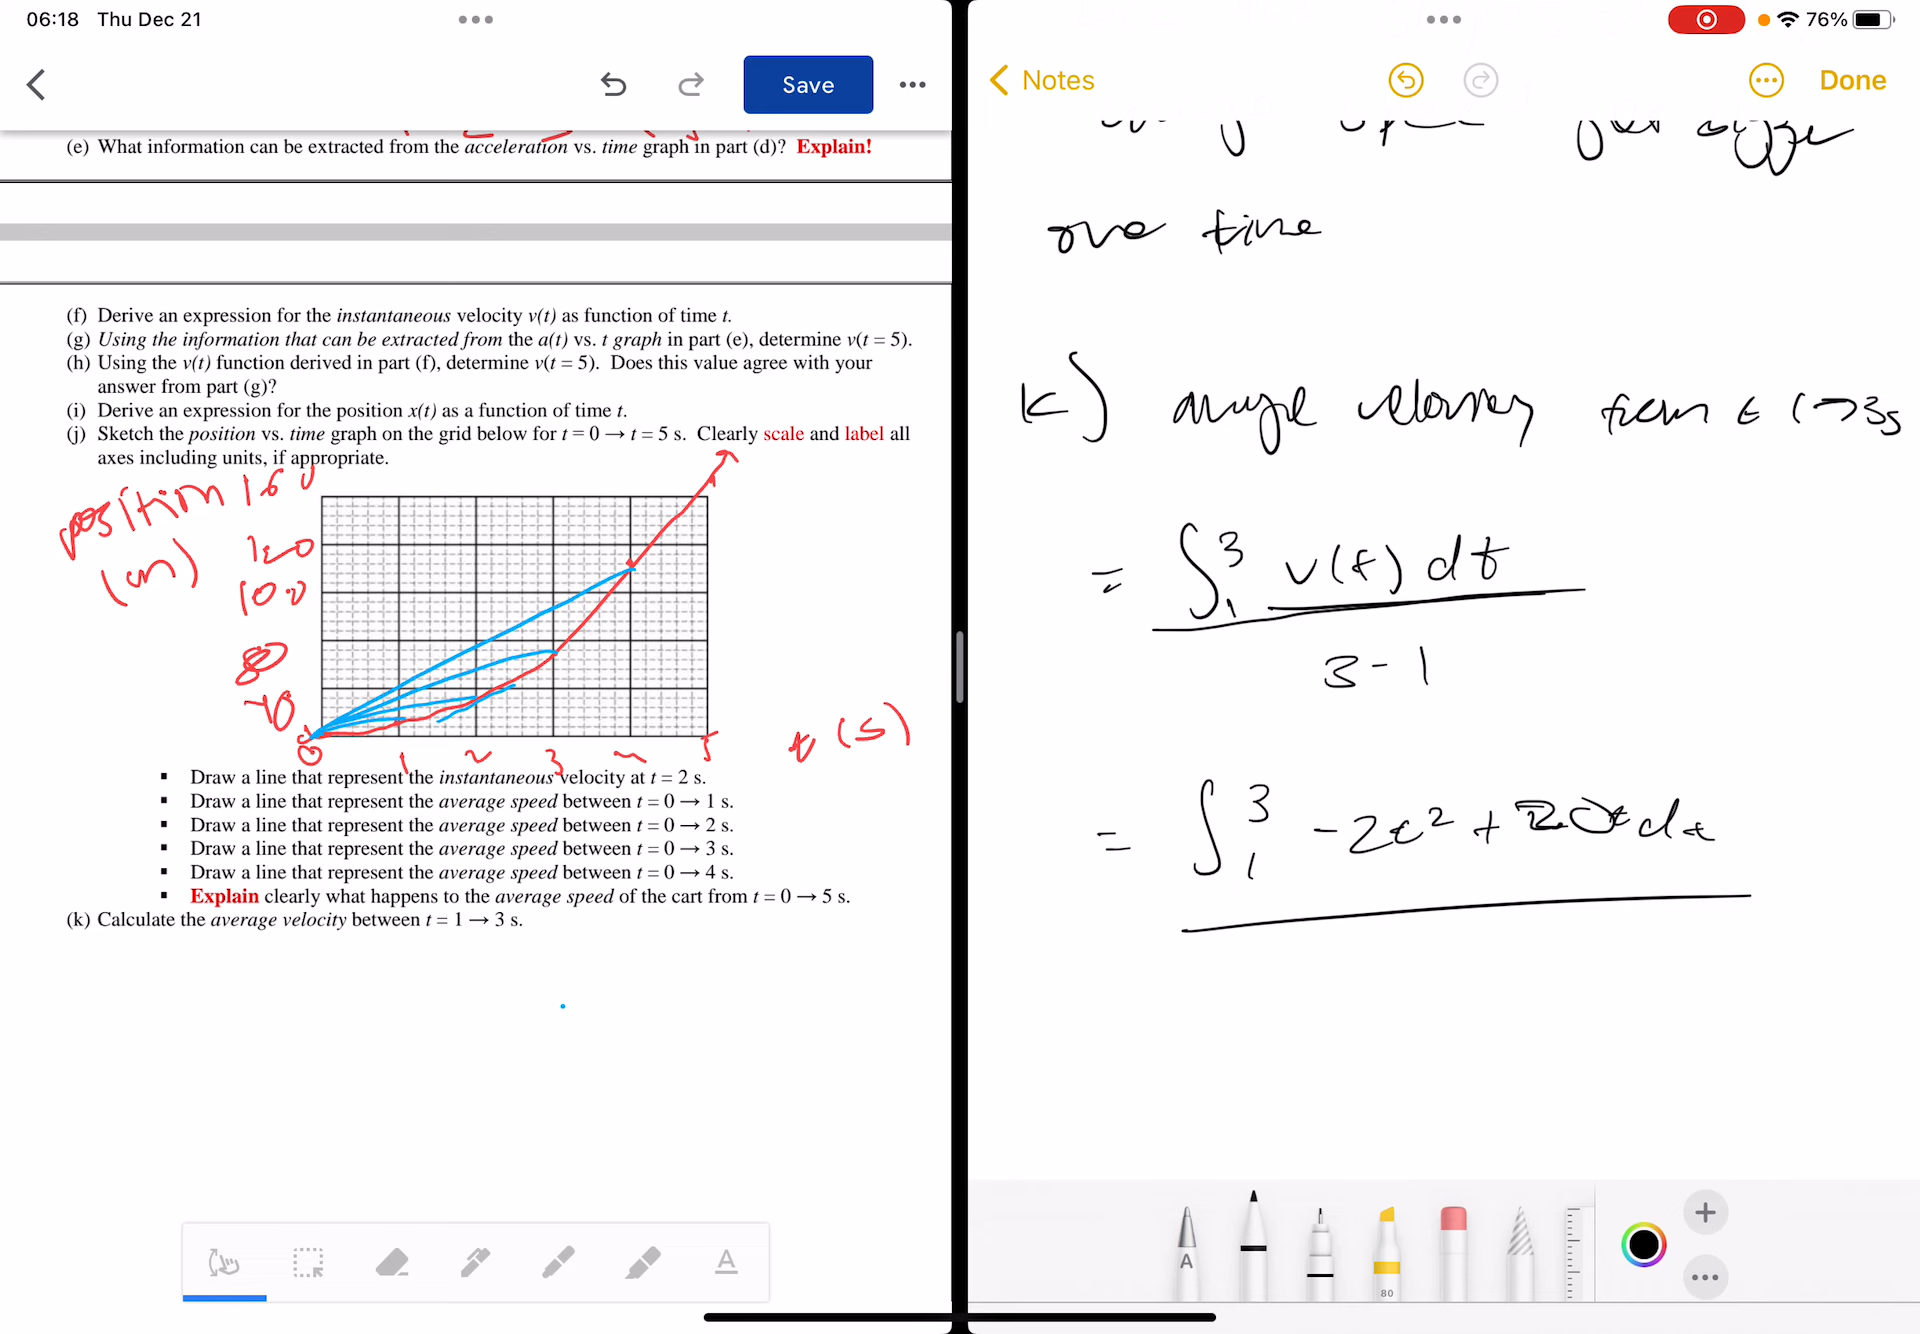 06:18 Thu Dec 21
76%
Save
Notes
Done
(e) What information can be extracted from the acceleration vs. time graph in part (d)? Explain!
(f) Derive an expression for the instantaneous velocity v(t) as function of time t.
(g) Using the information that can be extracted from the a(t) vs. t graph in part (e), determine v(t = 5).
(h) Using the v(t) function derived in part (f), determine v(t = 5). Does this value agree with your
answer from part (g)?
(i) Derive an expression for the position x(t) as a function of time t.
(j) Sketch the position vs. time graph on the grid below for t = 0 → t = 5 s. Clearly scale and label all
axes including units, if appropriate.
position 160
(m) 120
100
80
40
0 1 2 3 4 5 t (s)
▪ Draw a line that represent the instantaneous velocity at t = 2 s.
▪ Draw a line that represent the average speed between t = 0 → 1 s.
▪ Draw a line that represent the average speed between t = 0 → 2 s.
▪ Draw a line that represent the average speed between t = 0 → 3 s.
▪ Draw a line that represent the average speed between t = 0 → 4 s.
▪ Explain clearly what happens to the average speed of the cart from t = 0 → 5 s.
(k) Calculate the average velocity between t = 1 → 3 s.
A
over time
K) velocity from t 1→3s
= ∫₁³ v(t) dt
3 - 1
= ∫₁³ -2t² + 20t dt
A
80